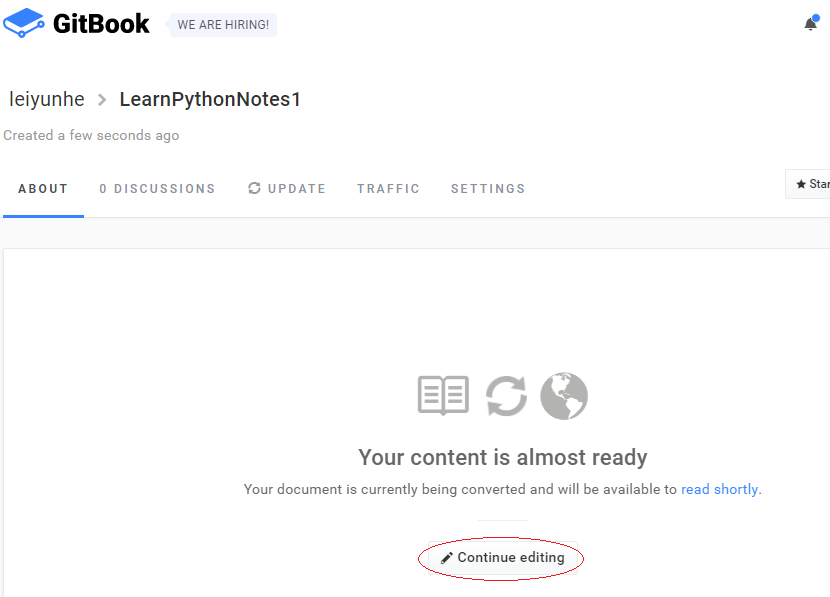 GitBook WE ARE HIRING!
leiyunhe > LearnPythonNotes1
Created a few seconds ago
ABOUT 0 DISCUSSIONS UPDATE TRAFFIC SETTINGS Star
Your content is almost ready
Your document is currently being converted and will be available to read shortly.
Continue editing